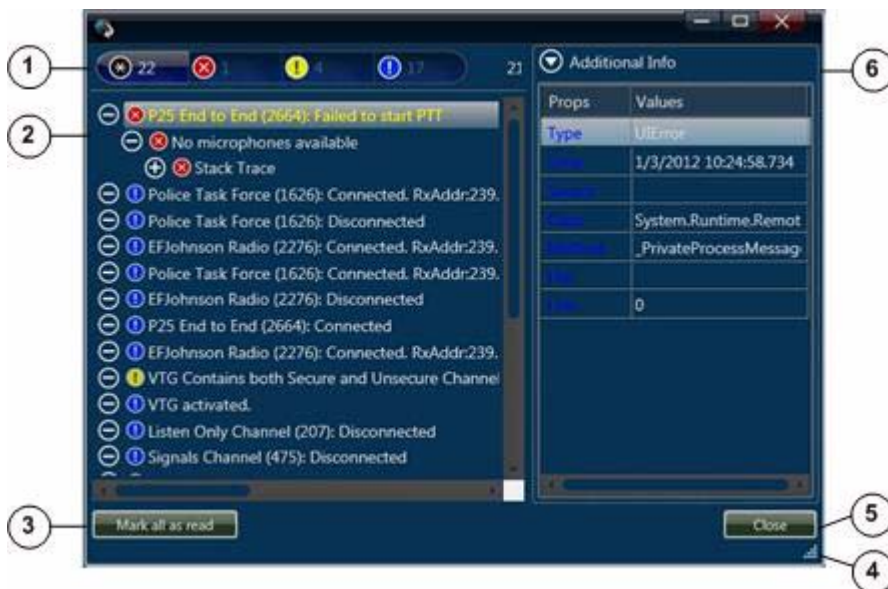 1
22
1
4
17
21
Additional Info
6
2
P25 End to End (2664): Failed to start PTT
No microphones available
Stack Trace
Police Task Force (1626): Connected. RxAddr:239.
Police Task Force (1626): Disconnected
EFJohnson Radio (2276): Connected. RxAddr:239.
Police Task Force (1626): Connected. RxAddr:239.
EFJohnson Radio (2276): Disconnected
P25 End to End (2664): Connected
EFJohnson Radio (2276): Connected. RxAddr:239.
VTG Contains both Secure and Unsecure Channel
VTG activated.
Listen Only Channel (207): Disconnected
Signals Channel (475): Disconnected
Props Values
Type UIError
1/3/2012 10:24:58.734
System.Runtime.Remot
_PrivateProcessMessag
0
3
Mark all as read
Close
5
4